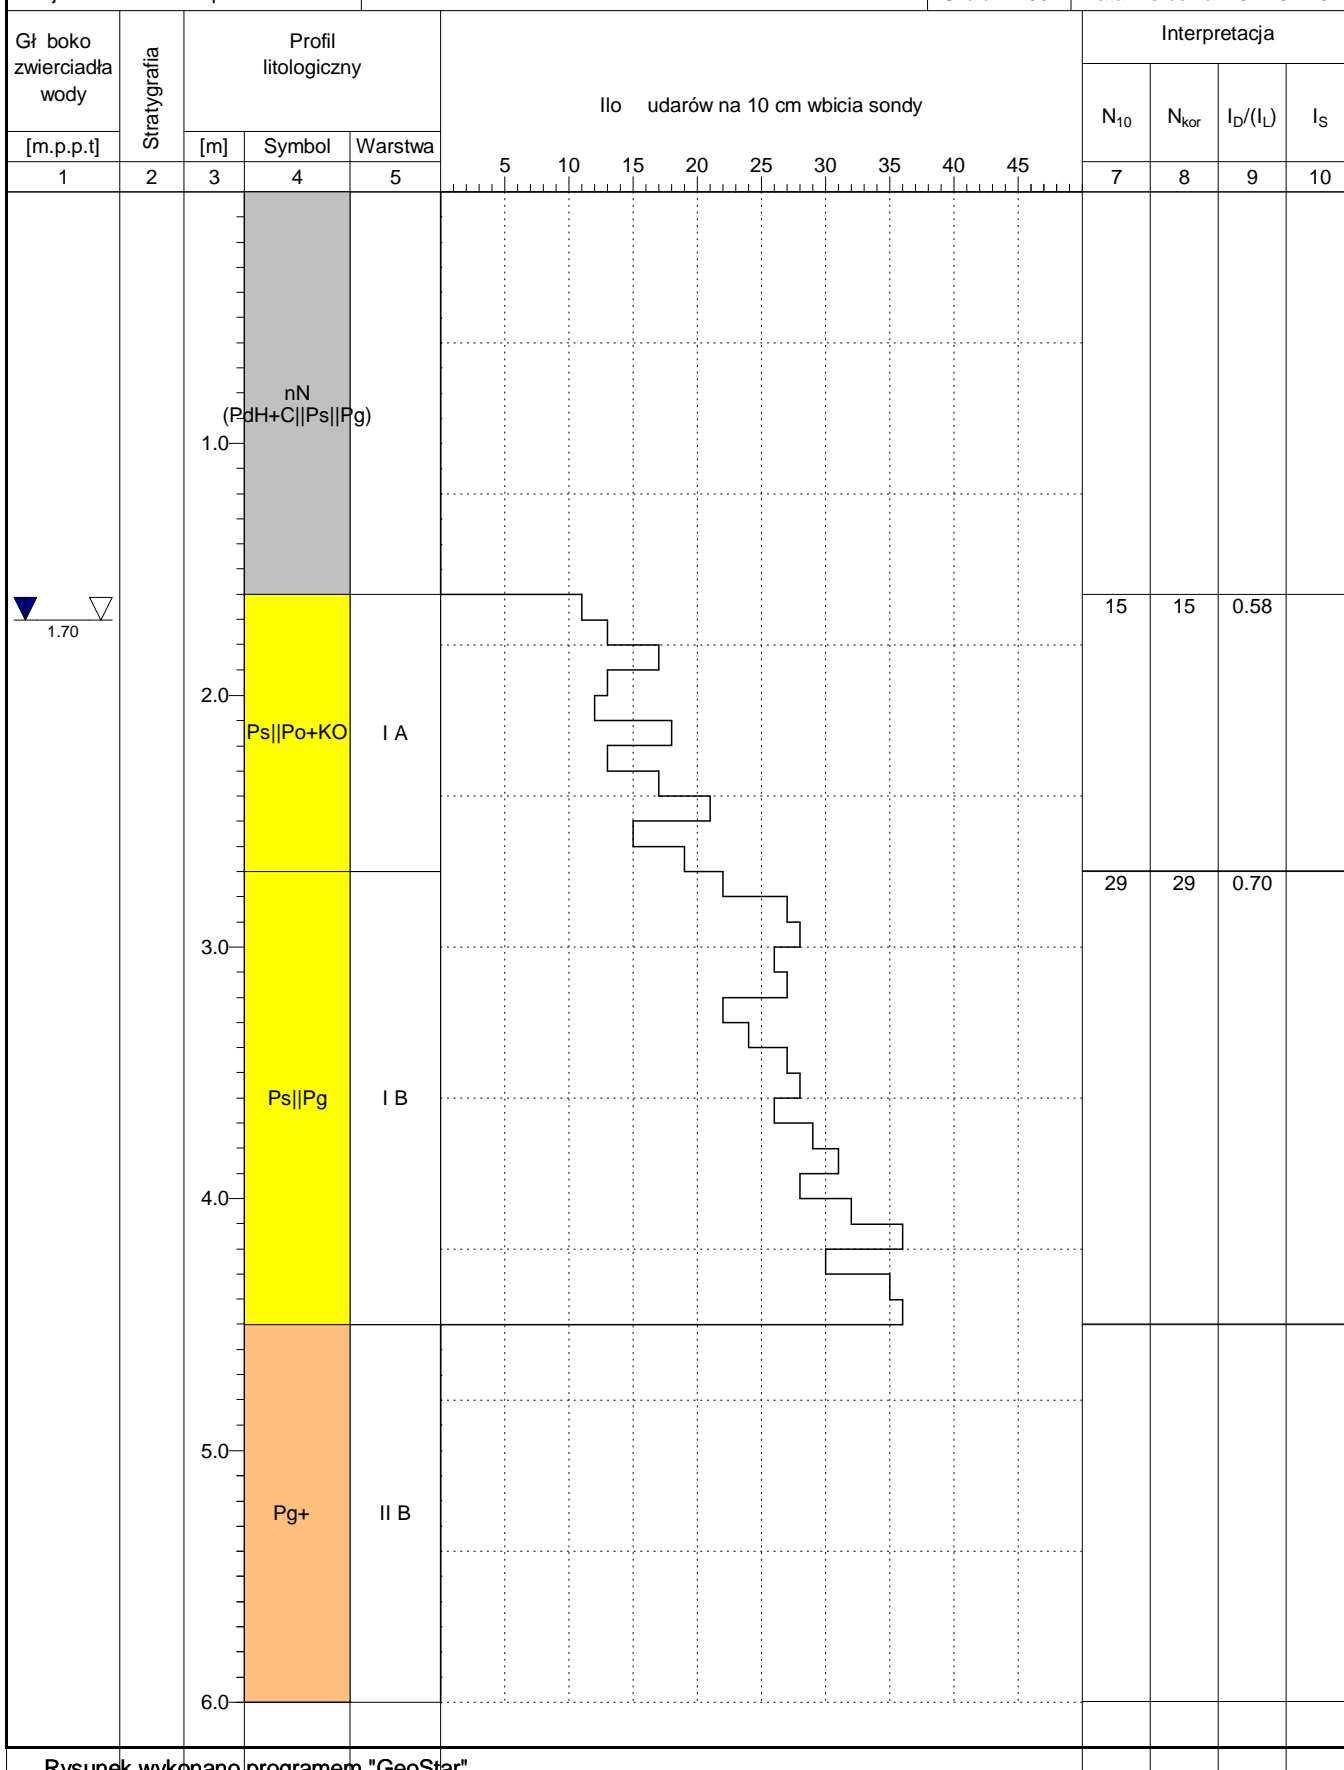 Gł boko
zwierciadła
wody
[m.p.p.t]
1
Stratygrafia
2
Profil
litologiczny
[m]
Symbol
Warstwa
3
4
5
Ilo udarów na 10 cm wbicia sondy
5 10 15 20 25 30 35 40 45
Interpretacja
N10
Nkor
ID/(IL)
IS
7
8
9
10
nN
(PdH+C||Ps||Pg)
1.0
1.70
15 15 0.58
2.0
Ps||Po+KO
I A
29 29 0.70
3.0
Ps||Pg
I B
4.0
5.0
Pg+
II B
6.0
Rysunek wykonano programem "GeoStar"